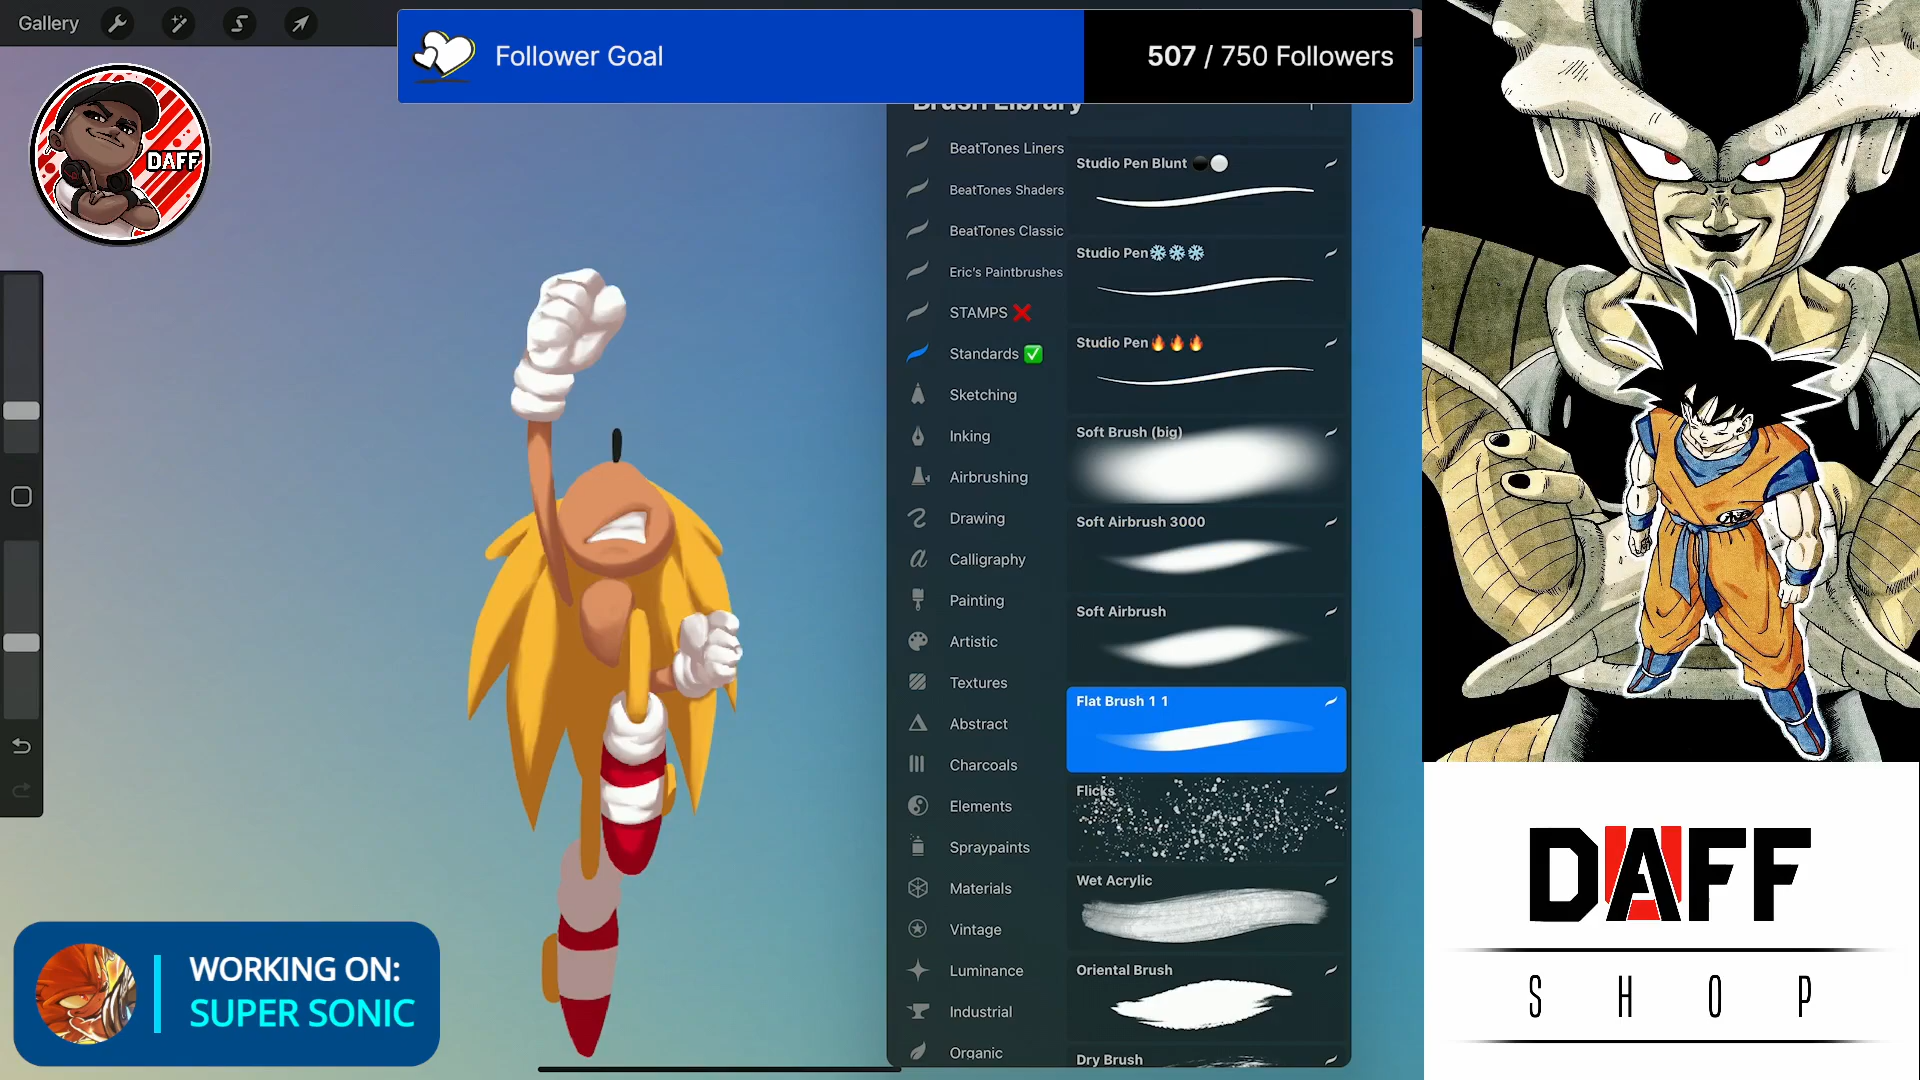 Gallery
Follower Goal
507 / 750 Followers
Brush Library
DAFF
BeatTones Liners
BeatTones Shaders
BeatTones Classic
Eric's Paintbrushes
STAMPS ❌
Standards ✅
Sketching
Inking
Airbrushing
Drawing
Calligraphy
Painting
Artistic
Textures
Abstract
Charcoals
Elements
Spraypaints
Materials
Vintage
Luminance
Industrial
Organic
Studio Pen Blunt ⚫⚪
Studio Pen❄️❄️❄️
Studio Pen🔥🔥🔥
Soft Brush (big)
Soft Airbrush 3000
Soft Airbrush
Flat Brush 1 1
Flicks
Wet Acrylic
Oriental Brush
Dry Brush
WORKING ON:
SUPER SONIC
DAFF
SHOP